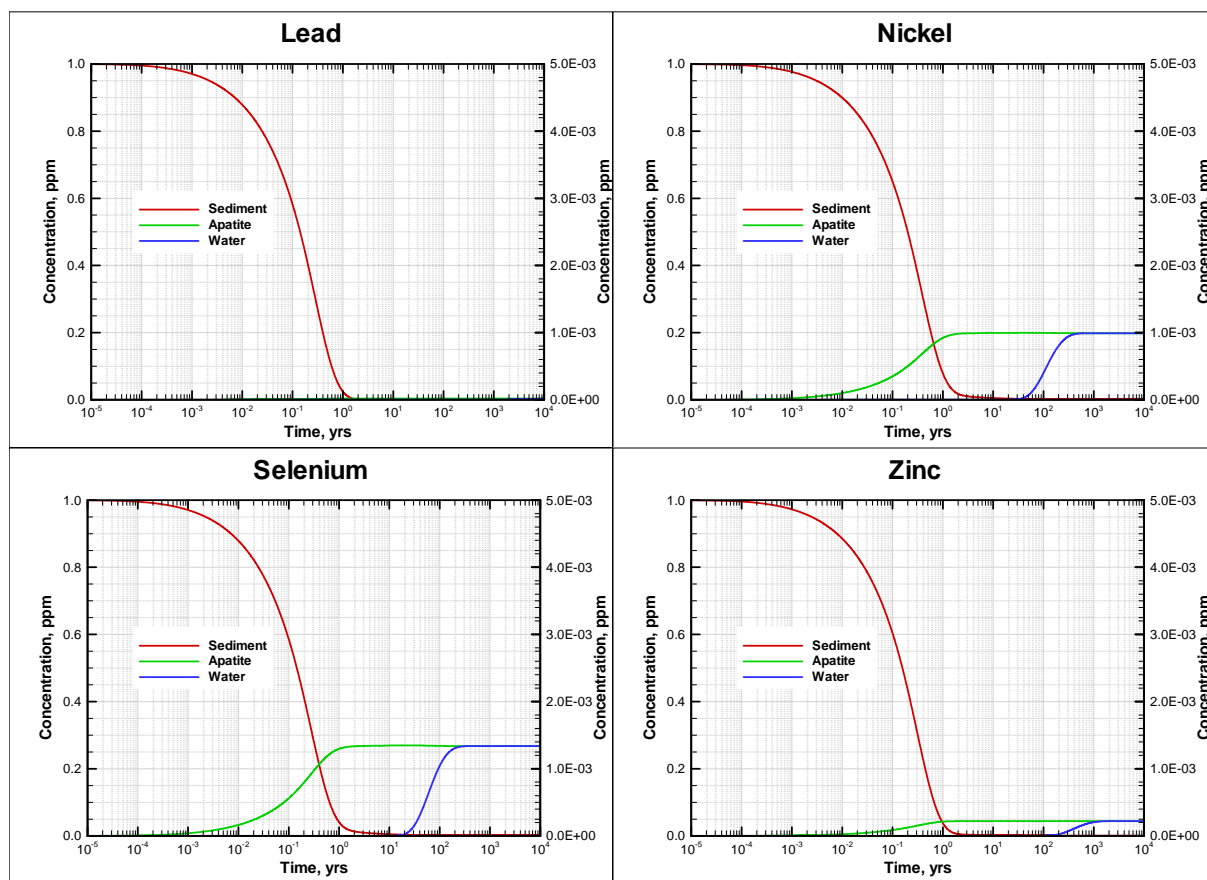 Lead
1.0
0.8
0.6
0.4
0.2
0.0
Concentration, ppm
Sediment
Apatite
Water
5.0E-03
4.0E-03
3.0E-03
2.0E-03
1.0E-03
0.0E+00
Concentration, ppm
10-5 10-4 10-3 10-2 10-1 100 101 102 103 104
Time, yrs
Nickel
1.0
0.8
0.6
0.4
0.2
0.0
Concentration, ppm
Sediment
Apatite
Water
5.0E-03
4.0E-03
3.0E-03
2.0E-03
1.0E-03
0.0E+00
Concentration, ppm
10-5 10-4 10-3 10-2 10-1 100 101 102 103 104
Time, yrs
Selenium
1.0
0.8
0.6
0.4
0.2
0.0
Concentration, ppm
Sediment
Apatite
Water
5.0E-03
4.0E-03
3.0E-03
2.0E-03
1.0E-03
0.0E+00
Concentration, ppm
10-5 10-4 10-3 10-2 10-1 100 101 102 103 104
Time, yrs
Zinc
1.0
0.8
0.6
0.4
0.2
0.0
Concentration, ppm
Sediment
Apatite
Water
5.0E-03
4.0E-03
3.0E-03
2.0E-03
1.0E-03
0.0E+00
Concentration, ppm
10-5 10-4 10-3 10-2 10-1 100 101 102 103 104
Time, yrs